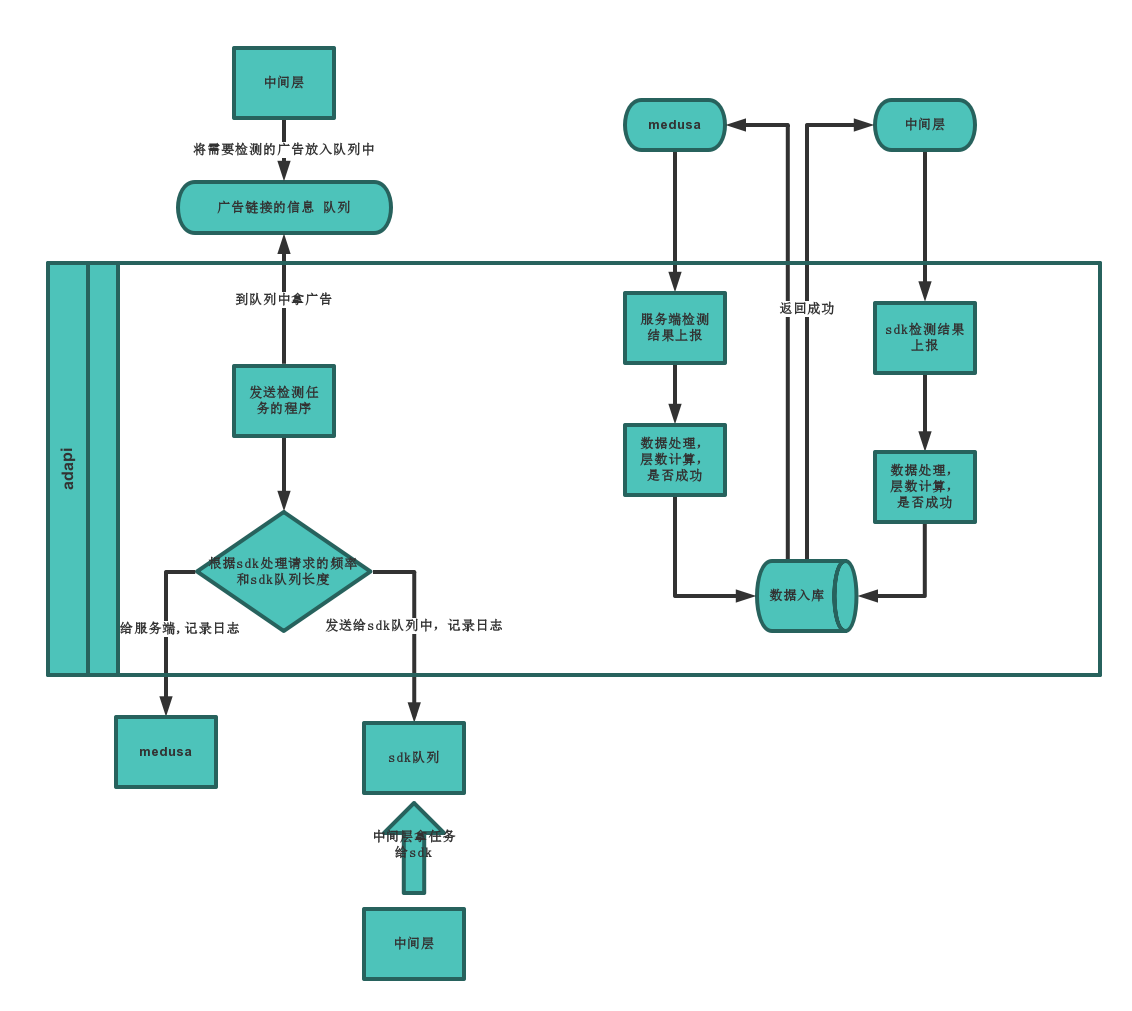 中间层
将需要检测的广告放入队列中
广告链接的信息 队列
到队列中拿广告
发送检测任
务的程序
根据sdk处理请求的频率
和sdk队列长度
给服务端,记录日志
发送给sdk队列中，记录日志
medusa
sdk队列
中间层拿任务
给sdk
中间层
adapi
medusa
中间层
返回成功
服务端检测
结果上报
sdk检测结果
上报
数据处理，
层数计算，
是否成功
数据处理，
层数计算，
是否成功
数据入库